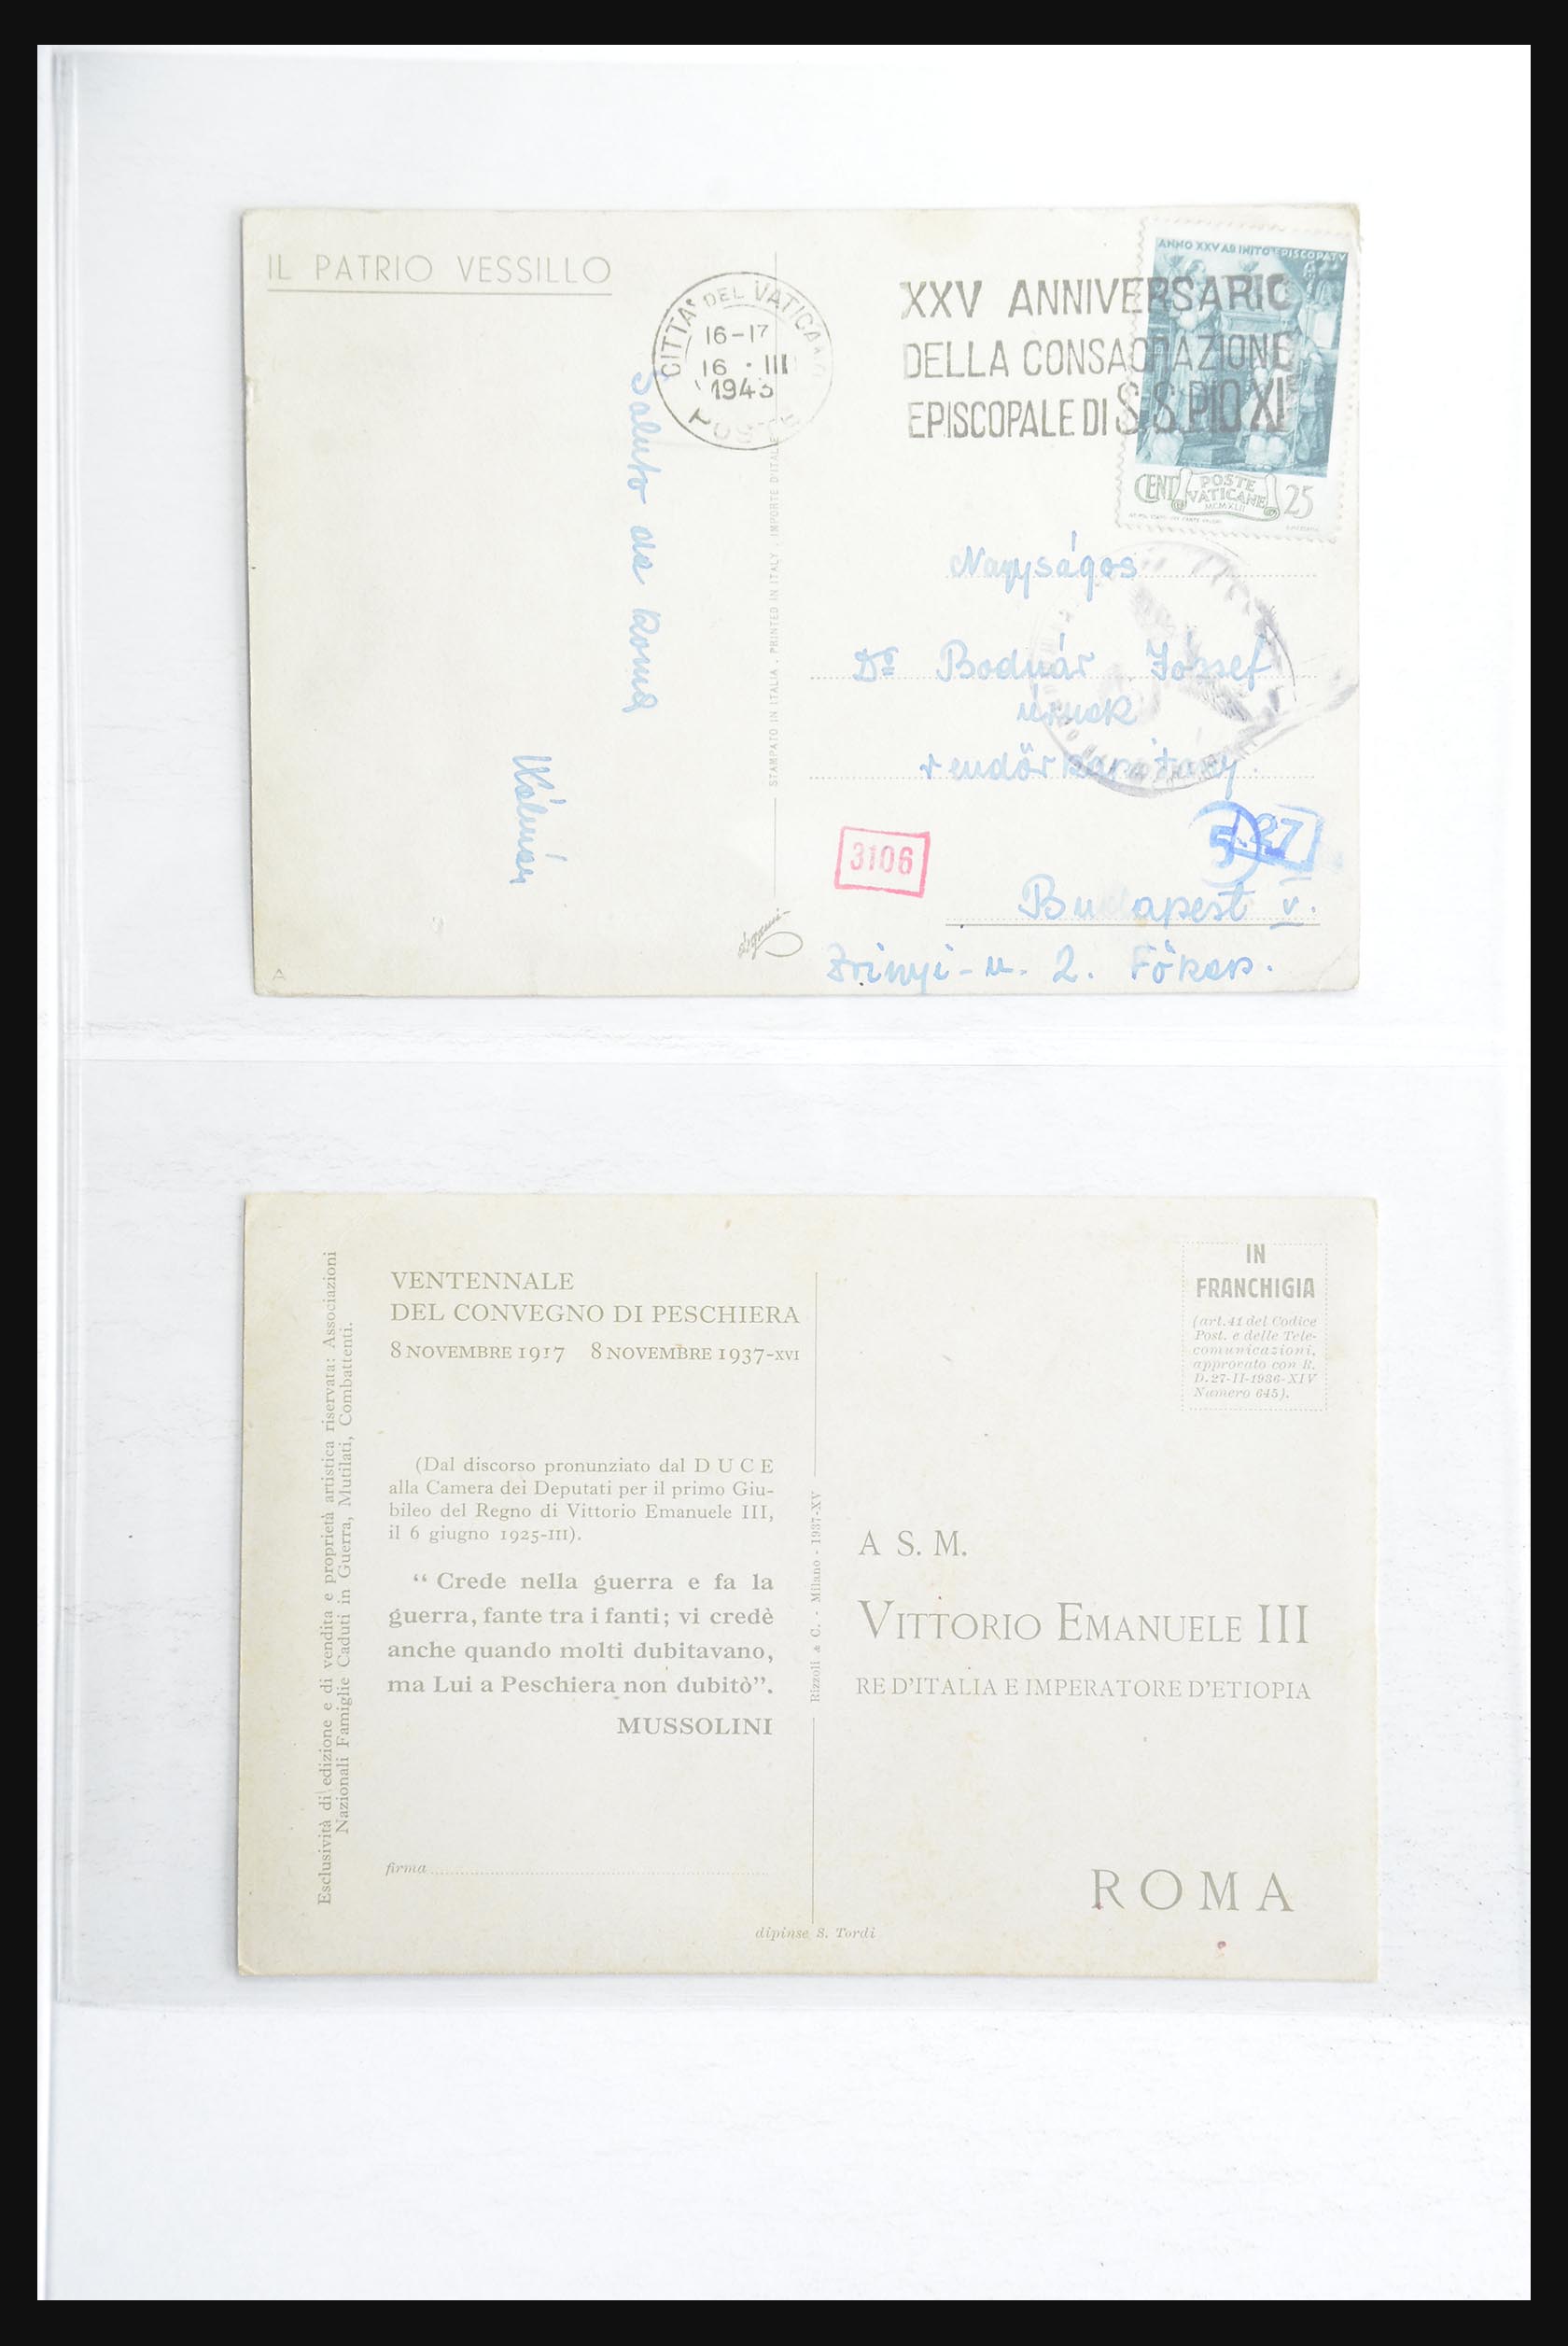 IL PATRIO VESSILLO
CITTA' DEL VATICANO
16-17
16 · III
1943
POSTE
XXV ANNIVERSARIO
DELLA CONSACRAZIONE
EPISCOPALE DI S.S. PIO XI
ANNO XXV AB INITO EPISCOPATV
CENT
POSTE
VATICANE
MCMXLII
25
Saluto da Roma
Kálmán
STAMPATO IN ITALIA . PRINTED IN ITALY . IMPORTE D'ITALIE
Nagyságos
Dr Bodnár József
úrnak
rendőrkapitány.
3106
5
27
Budapest V.
Zrinyi-u. 2. Főkap.
A
Esclusività di edizione e di vendita e proprietà artistica riservata: Associazioni
Nazionali Famiglie Caduti in Guerra, Mutilati, Combattenti.
VENTENNALE
DEL CONVEGNO DI PESCHIERA
8 NOVEMBRE 1917 8 NOVEMBRE 1937-XVI
(Dal discorso pronunziato dal DUCE
alla Camera dei Deputati per il primo Giu-
bileo del Regno di Vittorio Emanuele III,
il 6 giugno 1925-III).
“ Crede nella guerra e fa la
guerra, fante tra i fanti; vi credè
anche quando molti dubitavano,
ma Lui a Peschiera non dubitò”.
MUSSOLINI
firma
dipinse S. Tordi
Rizzoli & C. - Milano - 1937-XV
IN
FRANCHIGIA
(art. 41 del Codice
Post. e delle Tele-
comunicazioni,
approvato con R.
D. 27-II-1936-XIV
Numero 645).
A S. M.
VITTORIO EMANUELE III
RE D'ITALIA E IMPERATORE D'ETIOPIA
ROMA